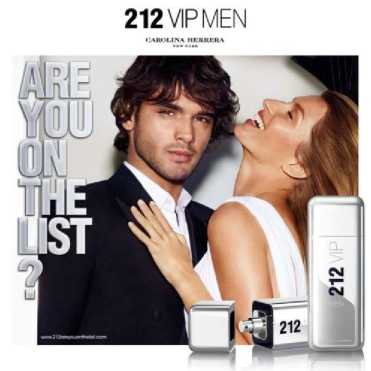 212 VIP MEN
CAROLINA HERRERA
NEW YORK
ARE
YOU
ON
THE
LIST
?
212 VIP
212